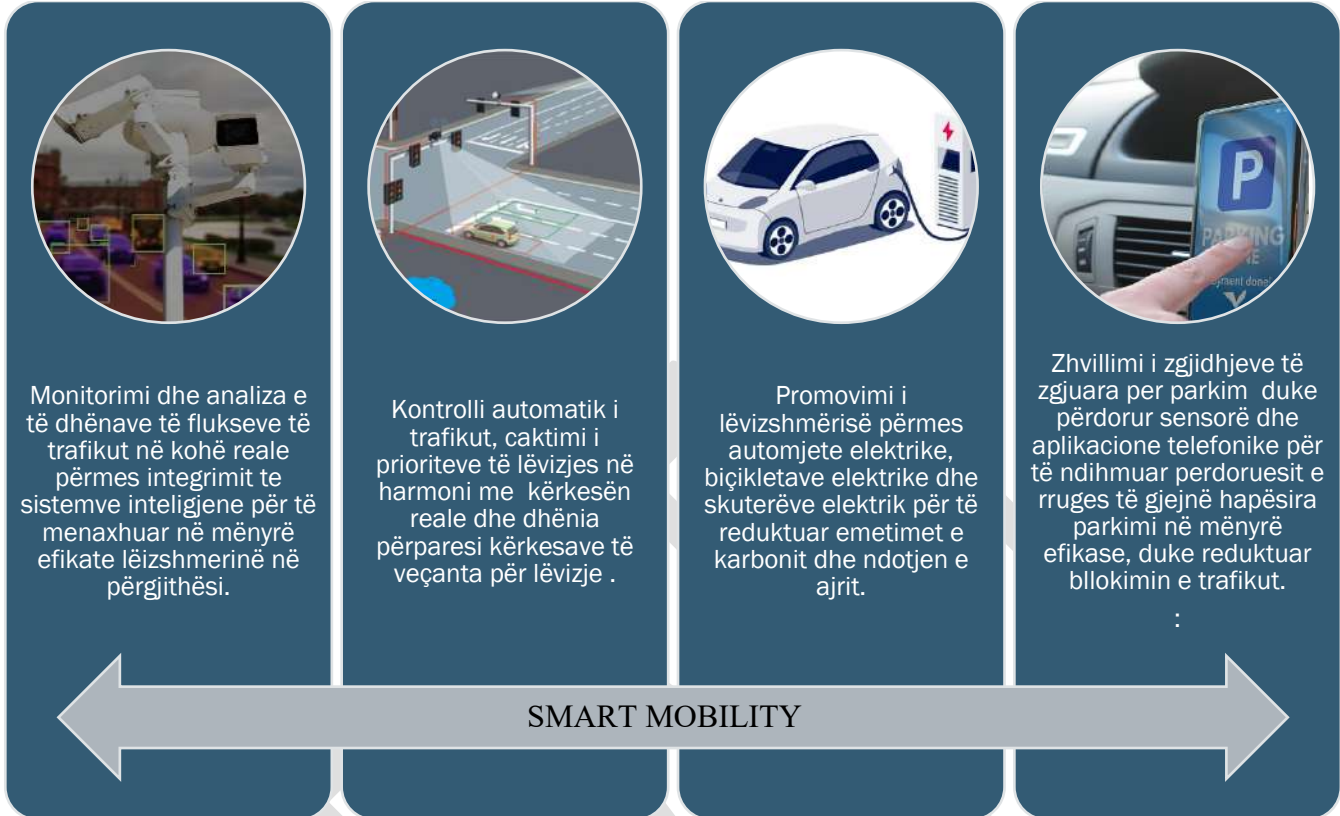 Monitorimi dhe analiza e
të dhënave të flukseve të
trafikut në kohë reale
përmes integrimit te
sistemve inteligjene për të
menaxhuar në mënyrë
efikate lëizshmerinë në
përgjithësi.
Kontrolli automatik i
trafikut, caktimi i
prioriteve të lëvizjes në
harmoni me  kërkesën
reale dhe dhënia
përparesi kërkesave të
veçanta për lëvizje .
Promovimi i
lëvizshmërisë përmes
automjete elektrike,
biçikletava elektrike dhe
skuterëve elektrik për të
reduktuar emetimet e
karbonit dhe ndotjen e
ajrit.
P
PARKING
Zhvillimi i zgjidhjeve të
zgjuara per parkim  duke
përdorur sensorë dhe
aplikacione telefonike për
të ndihmuar perdoruesit e
rruges të gjejnë hapësira
parkimi në mënyrë
efikase, duke reduktuar
bllokimin e trafikut.
:
SMART MOBILITY